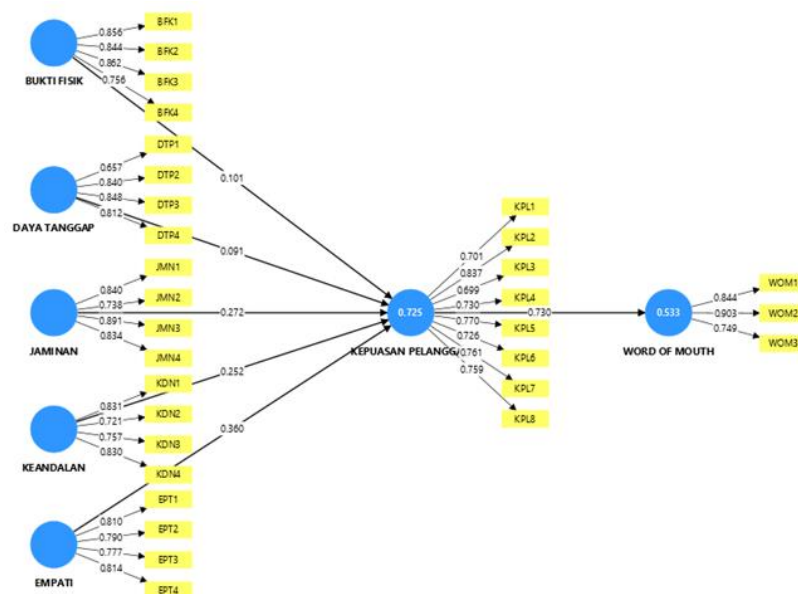 0.856
0.844
0.862
0.756
BFK1
BFK2
BFK3
BFK4
BUKTI FISIK
0.101
0.657
0.840
0.848
0.812
DTP1
DTP2
DTP3
DTP4
DAYA TANGGAP
0.091
0.840
0.738
0.891
0.834
JMN1
JMN2
JMN3
JMN4
JAMINAN
0.272
0.831
0.721
0.757
0.830
KDN1
KDN2
KDN3
KDN4
KEANDALAN
0.252
0.810
0.790
0.777
0.814
EPT1
EPT2
EPT3
EPT4
EMPATI
0.360
0.725
KEPUASAN PELANGG
0.701
0.837
0.699
0.730
0.770
0.726
0.761
0.759
KPL1
KPL2
KPL3
KPL4
KPL5
KPL6
KPL7
KPL8
0.730
0.533
WORD OF MOUTH
0.844
0.903
0.749
WOM1
WOM2
WOM3